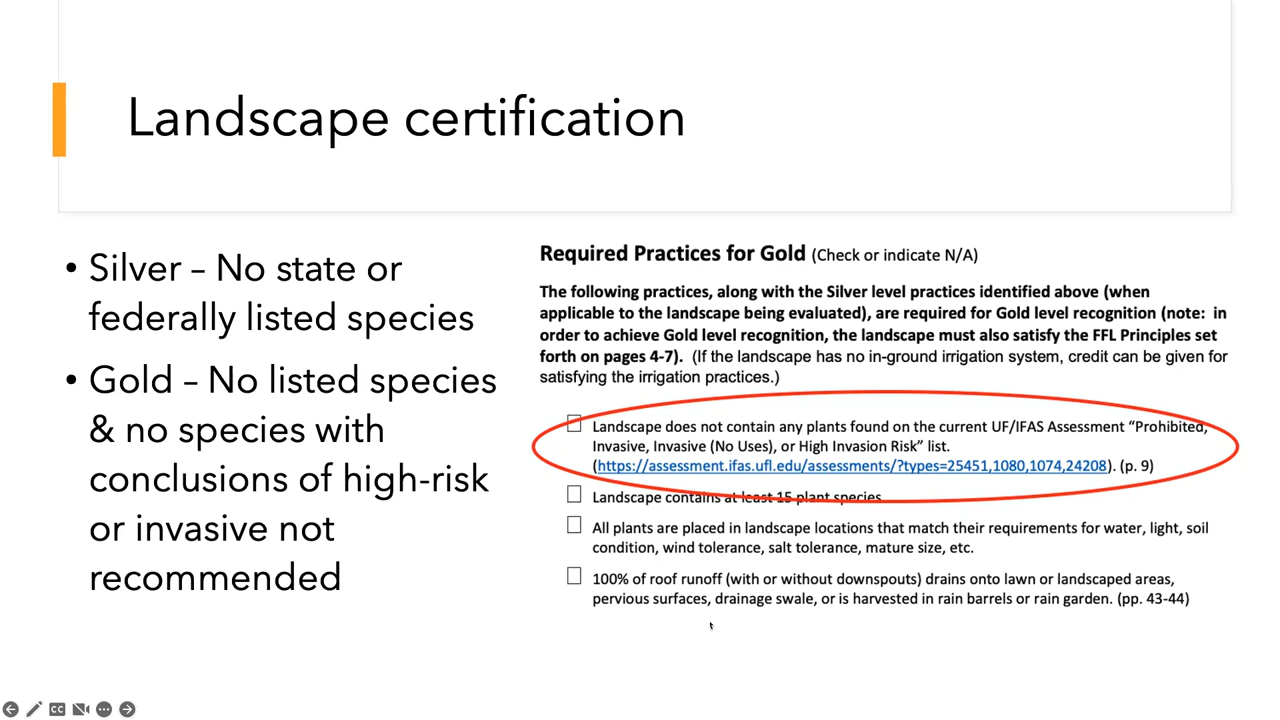 Landscape certification
• Silver – No state or
federally listed species
• Gold – No listed species
& no species with
conclusions of high-risk
or invasive not
recommended
Required Practices for Gold (Check or indicate N/A)
The following practices, along with the Silver level practices identified above (when
applicable to the landscape being evaluated), are required for Gold level recognition (note: in
order to achieve Gold level recognition, the landscape must also satisfy the FFL Principles set
forth on pages 4-7). (If the landscape has no in-ground irrigation system, credit can be given for
satisfying the irrigation practices.)
Landscape does not contain any plants found on the current UF/IFAS Assessment “Prohibited,
Invasive, Invasive (No Uses), or High Invasion Risk” list.
(https://assessment.ifas.ufl.edu/assessments/?types=25451,1080,1074,24208). (p. 9)
Landscape contains at least 15 plant species
All plants are placed in landscape locations that match their requirements for water, light, soil
condition, wind tolerance, salt tolerance, mature size, etc.
100% of roof runoff (with or without downspouts) drains onto lawn or landscaped areas,
pervious surfaces, drainage swale, or is harvested in rain barrels or rain garden. (pp. 43-44)
CC